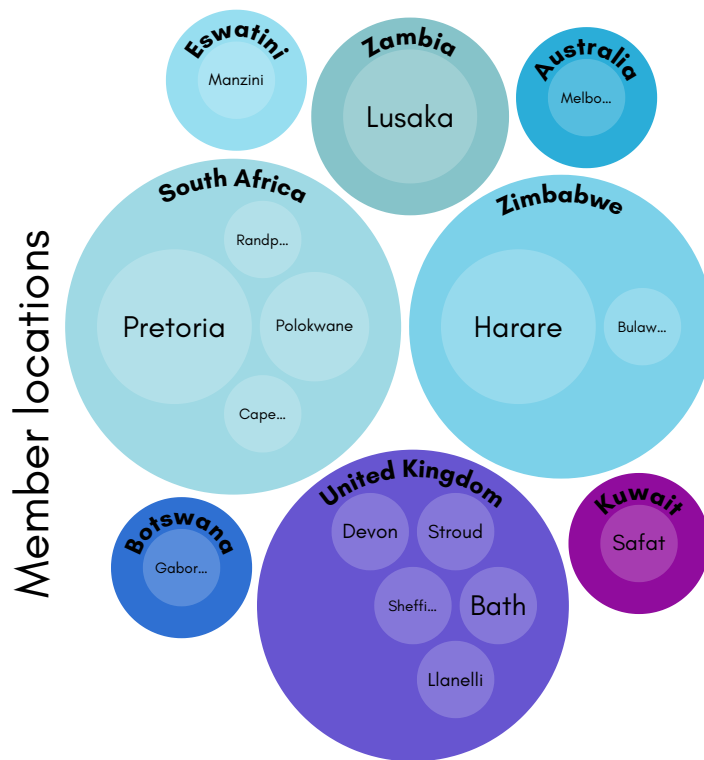 Member locations
Eswatini
Manzini
Zambia
Lusaka
Australia
Melbo...
South Africa
Randp...
Pretoria
Polokwane
Cape...
Zimbabwe
Harare
Bulaw...
United Kingdom
Devon
Stroud
Sheffi...
Bath
Llanelli
Botswana
Gabor...
Kuwait
Safat